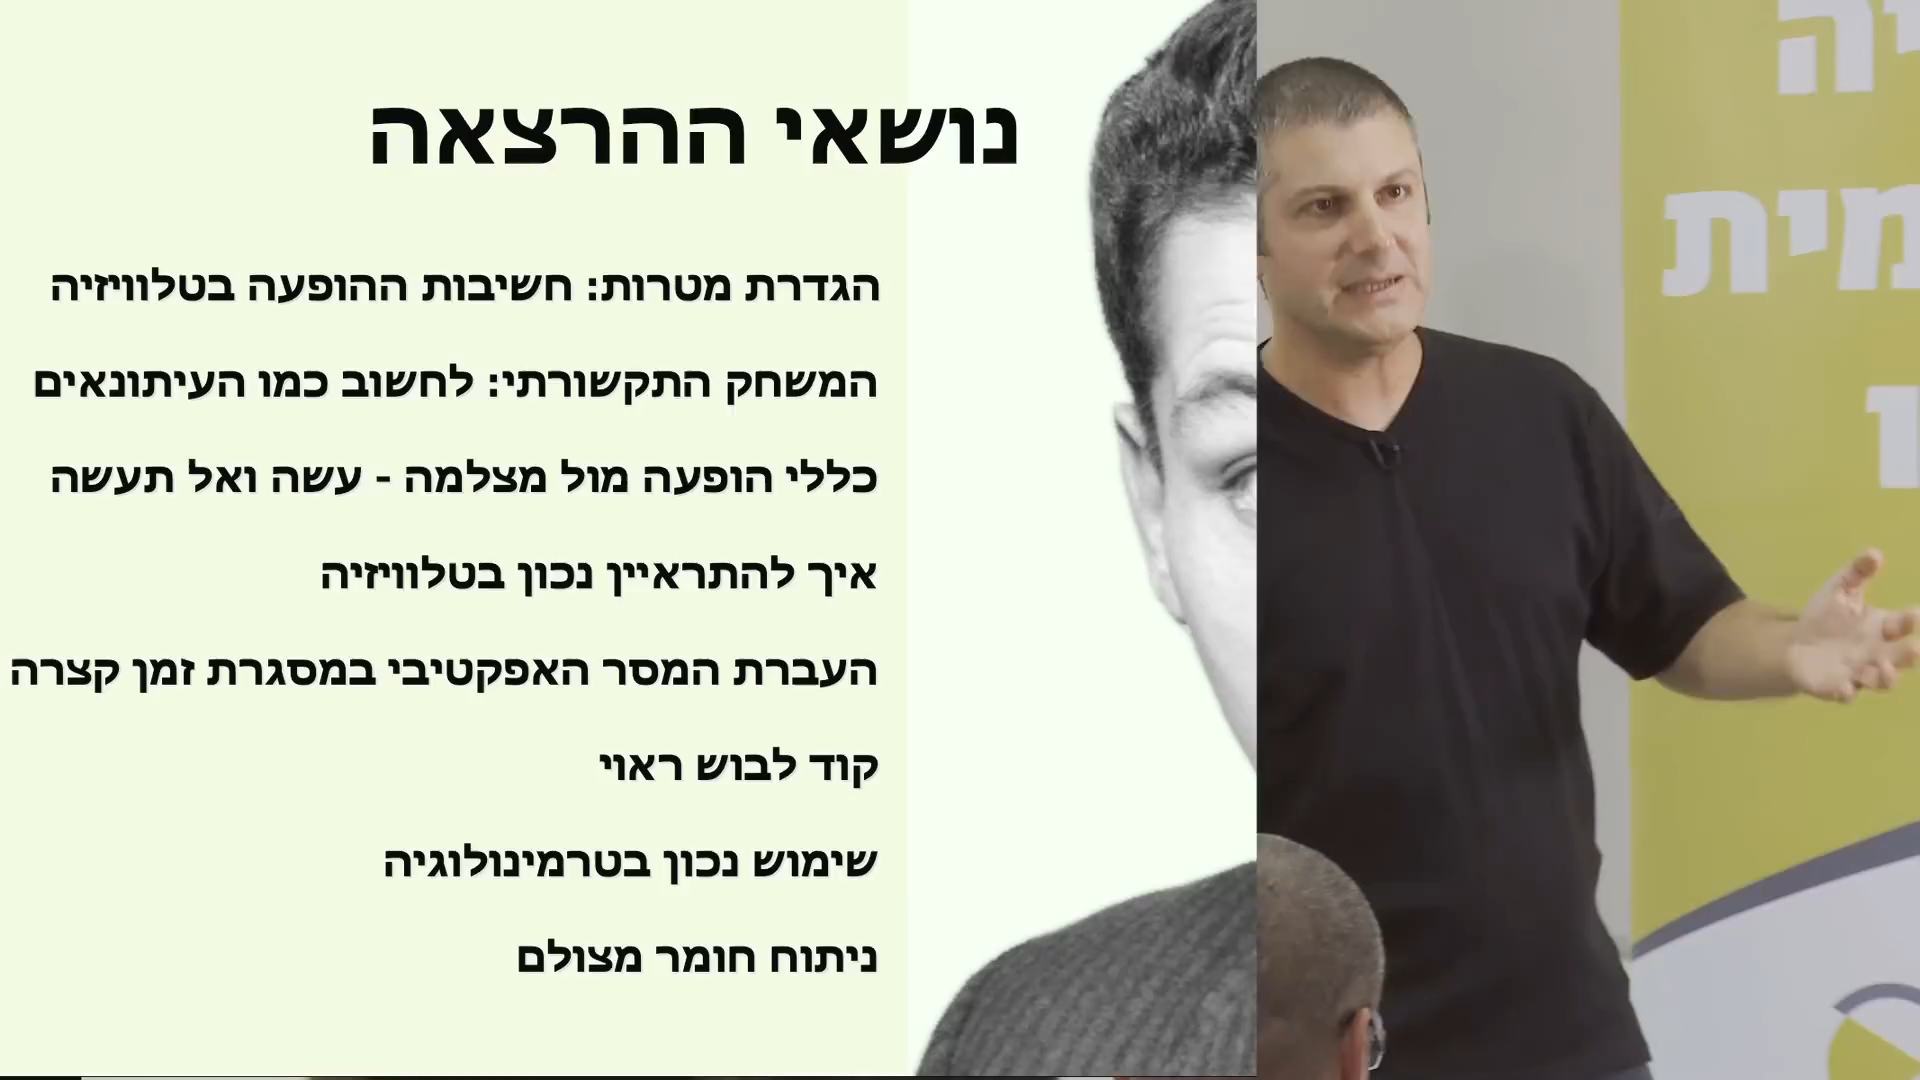 נושאי ההרצאה
הגדרת מטרות: חשיבות ההופעה בטלוויזיה
המשחק התקשורתי: לחשוב כמו העיתונאים
כללי הופעה מול מצלמה - עשה ואל תעשה
איך להתראיין נכון בטלוויזיה
העברת המסר האפקטיבי במסגרת זמן קצרה
קוד לבוש ראוי
שימוש נכון בטרמינולוגיה
ניתוח חומר מצולם